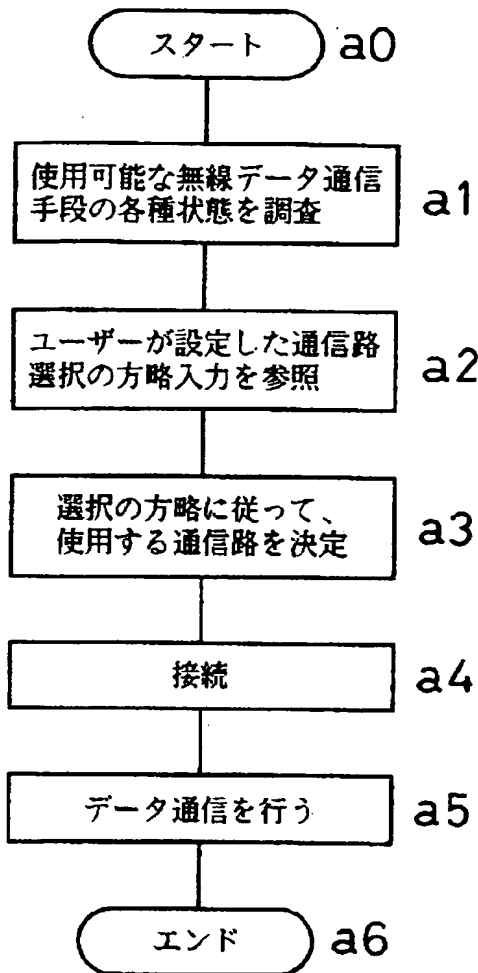 スタート a0
使用可能な無線データ通信 a1
手段の各種状態を調査
ユーザーが設定した通信路 a2
選択の方略入力を参照
選択の方略に従って、 a3
使用する通信路を決定
接続 a4
データ通信を行う a5
エンド a6